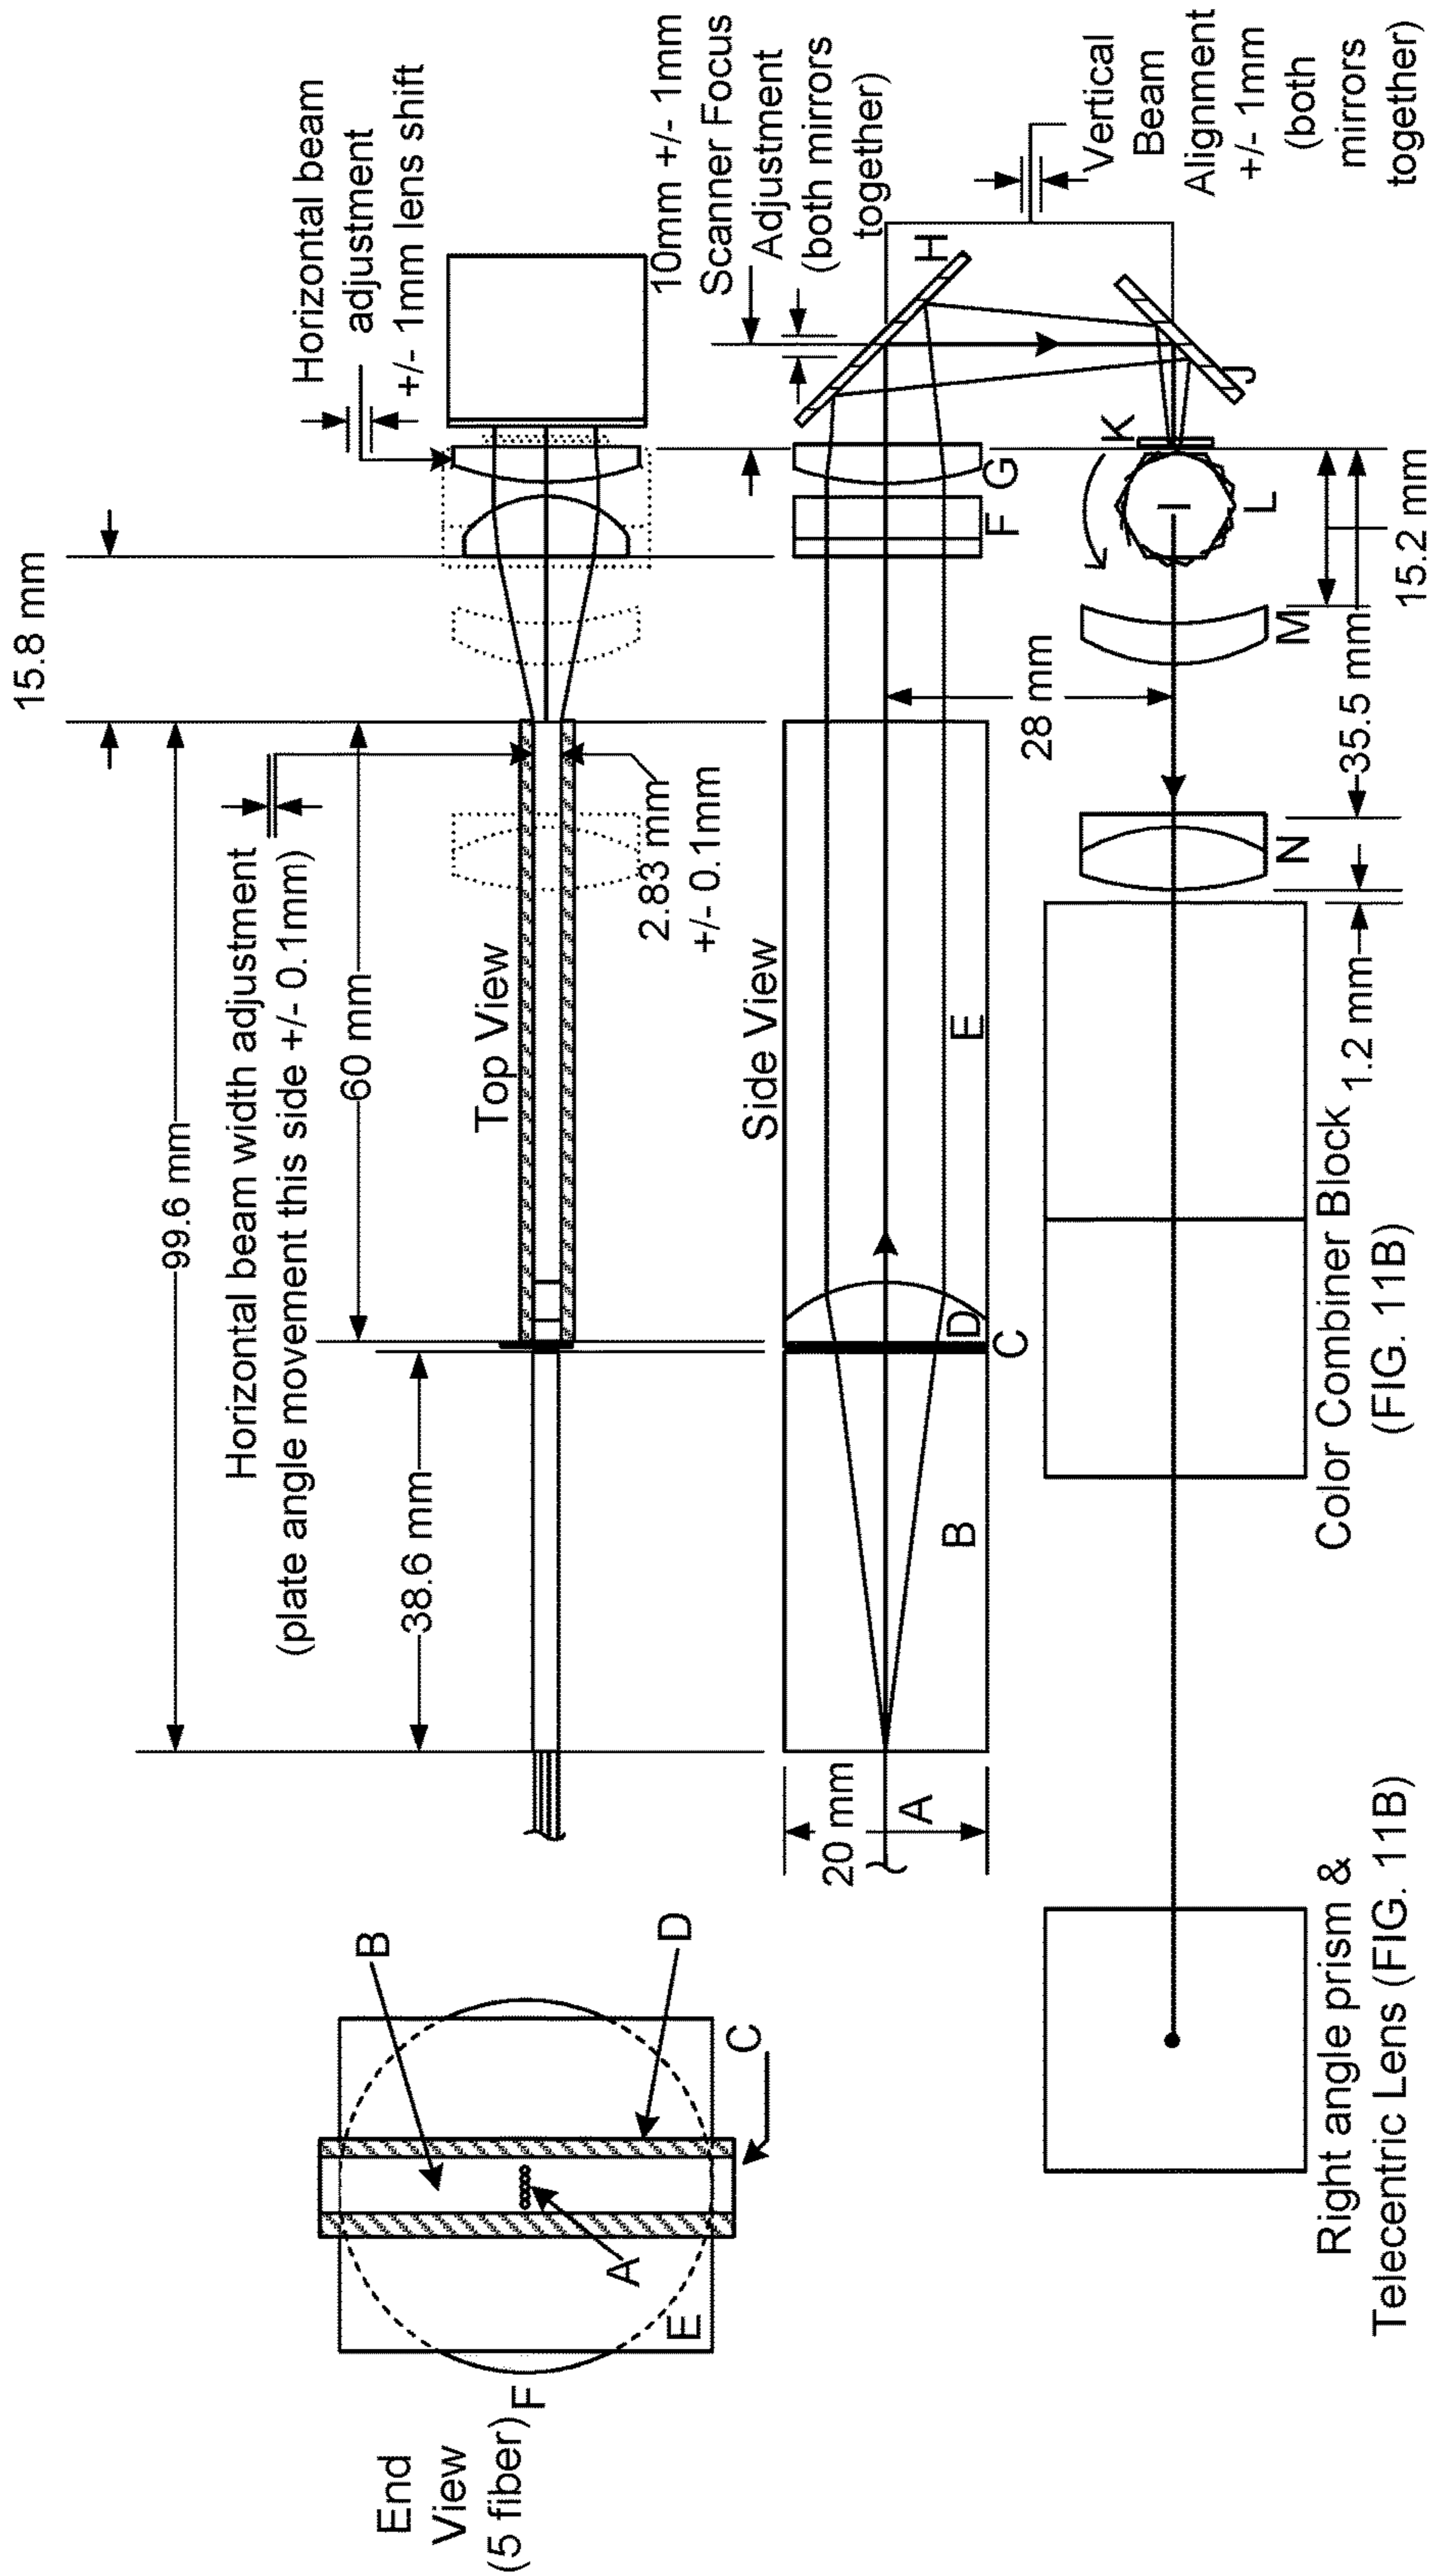 End
View
(5 fiber)
F
E
A
B
D
C
99.6 mm
15.8 mm
38.6 mm
60 mm
Horizontal beam width adjustment
(plate angle movement this side +/- 0.1mm)
Horizontal beam
adjustment
+/- 1mm lens shift
Top View
2.83 mm
+/- 0.1mm
10mm +/- 1mm
Scanner Focus
Adjustment
(both mirrors
together)
Side View
20 mm
A
B
C
D
E
F
G
H
28 mm
Vertical
Beam
Alignment
+/- 1mm
(both
mirrors
together)
J
K
I
L
M
N
15.2 mm
35.5 mm
1.2 mm
Color Combiner Block
(FIG. 11B)
Right angle prism &
Telecentric Lens (FIG. 11B)